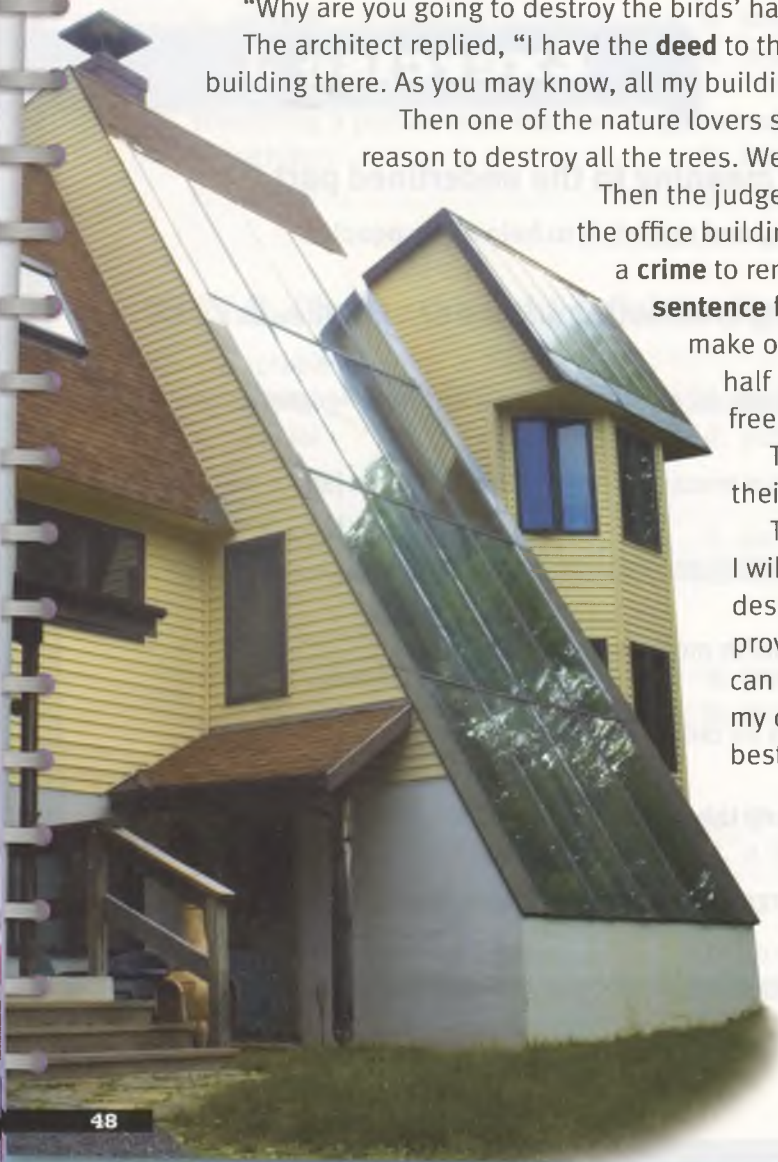 “Why are you going to destroy the birds’ ha
The architect replied, “I have the deed to th
building there. As you may know, all my buildi
Then one of the nature lovers s
reason to destroy all the trees. We
Then the judge
the office buildin
a crime to ren
sentence f
make o
half
free
T
their
T
I wil
des
prov
can
my c
best
48